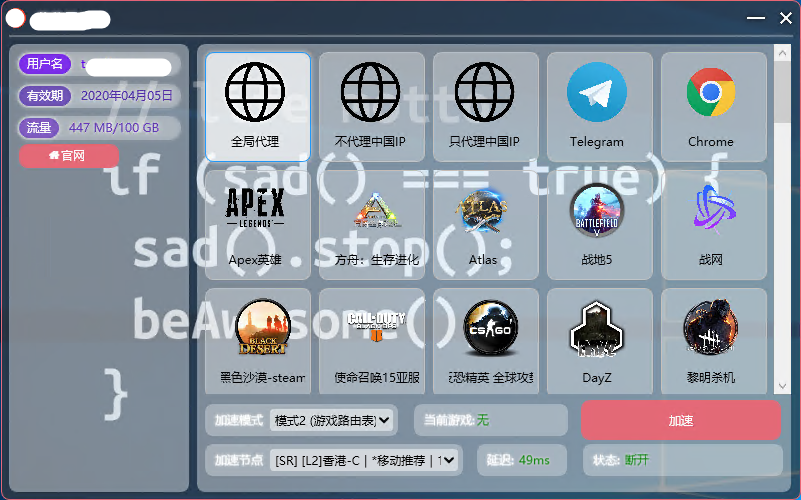 用户名
有效期 2020年04月05日
流量 447 MB/100 GB
官网
全局代理
不代理中国IP
只代理中国IP
Telegram
Chrome
if (sad() === true) {
APEX
LEGENDS
ATLAS
BATTLEFIELD
V
Apex英雄
方舟：生存进化
Atlas
战地5
战网
sad().stop();
BLACK
DESERT
CALL OF DUTY
BLACK OPS
CS:GO
DayZ
黑色沙漠-steam
使命召唤15亚服
反恐精英 全球攻势
DayZ
黎明杀机
}
加速模式 模式2 (游戏路由表)
当前游戏: 无
加速
加速节点 [SR] [L2]香港-C | *移动推荐 | 1
延迟: 49ms
状态: 断开